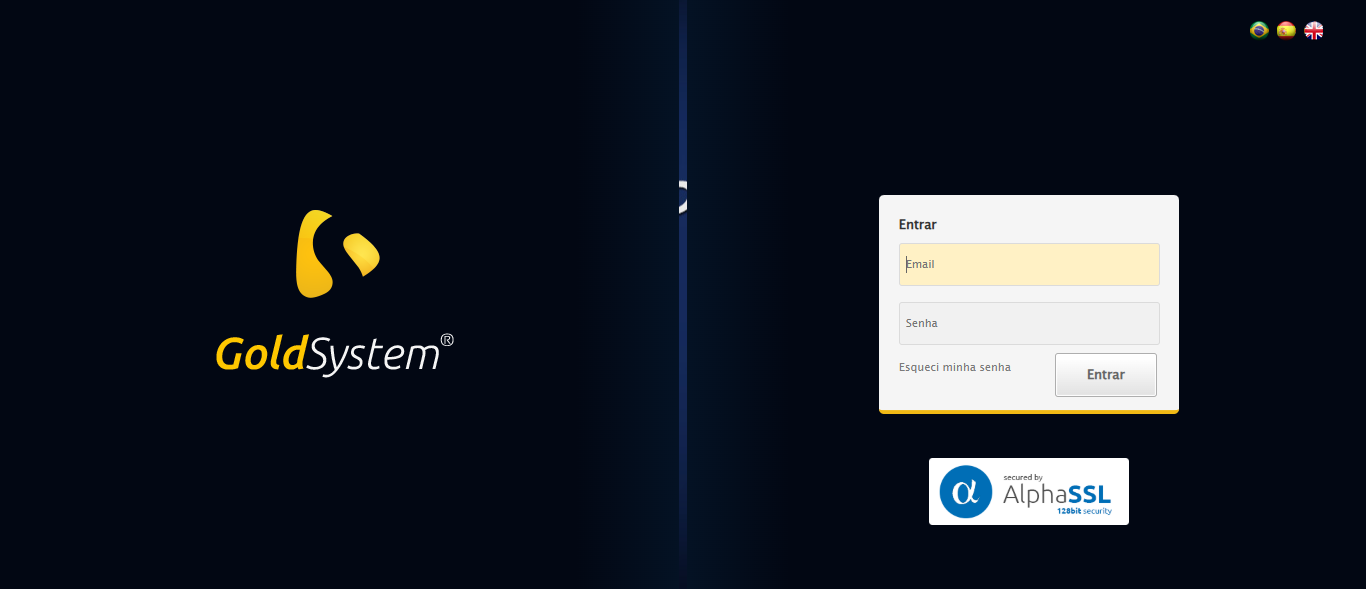 GoldSystem®
Entrar
Email
Senha
Esqueci minha senha
Entrar
secured by
AlphaSSL
128bit security